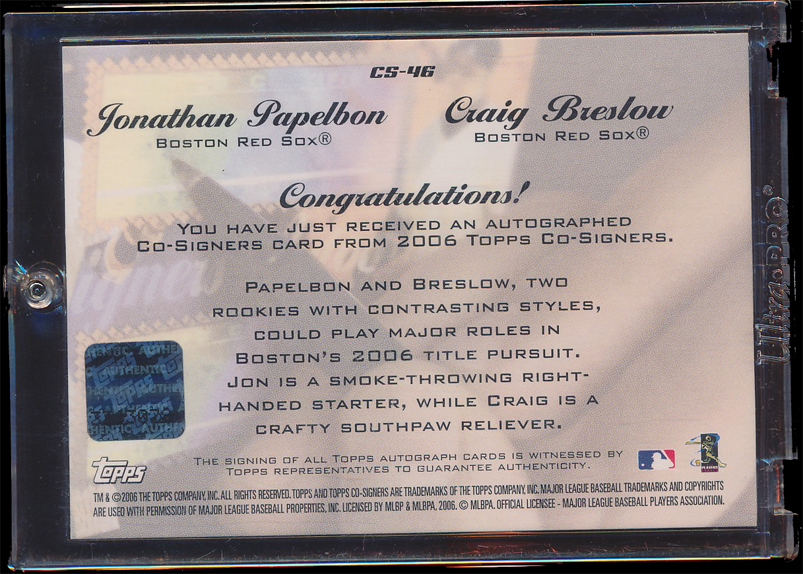 CS-46
Jonathan Papelbon
Boston Red Sox®
Craig Breslow
Boston Red Sox®
Congratulations!
You have just received an autographed
Co-Signers card from 2006 Topps Co-Signers.
Papelbon and Breslow, two
rookies with contrasting styles,
could play major roles in
Boston's 2006 title pursuit.
Jon is a smoke-throwing right-
handed starter, while Craig is a
crafty southpaw reliever.
The signing of all Topps autograph cards is witnessed by
Topps representatives to guarantee authenticity.
Topps
TM & ©2006 THE TOPPS COMPANY, INC. ALL RIGHTS RESERVED. TOPPS AND TOPPS CO-SIGNERS ARE TRADEMARKS OF THE TOPPS COMPANY, INC. MAJOR LEAGUE BASEBALL TRADEMARKS AND COPYRIGHTS
ARE USED WITH PERMISSION OF MAJOR LEAGUE BASEBALL PROPERTIES, INC. LICENSED BY MLBP & MLBPA, 2006. © MLBPA. OFFICIAL LICENSEE - MAJOR LEAGUE BASEBALL PLAYERS ASSOCIATION.
Ultra•PRO®